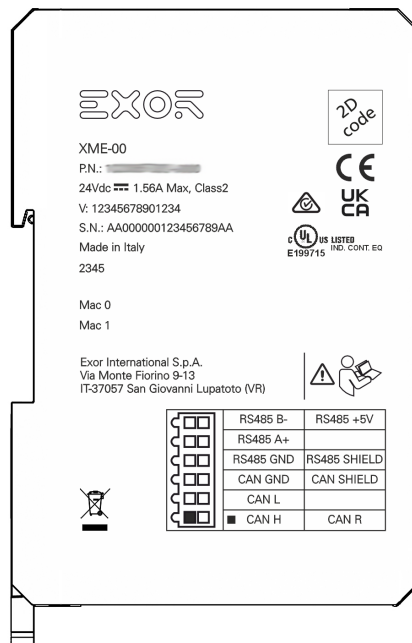 EXOR
2D
code
XME-00
P.N.:
24Vdc 1.56A Max, Class2
V: 12345678901234
S.N.: AA000000123456789AA
Made in Italy
2345
CE
UK
CA
C UL US LISTED
IND. CONT. EQ
E199715
Mac 0
Mac 1
Exor International S.p.A.
Via Monte Fiorino 9-13
IT-37057 San Giovanni Lupatoto (VR)
RS485 B- RS485 +5V
RS485 A+
RS485 GND RS485 SHIELD
CAN GND CAN SHIELD
CAN L
CAN H CAN R